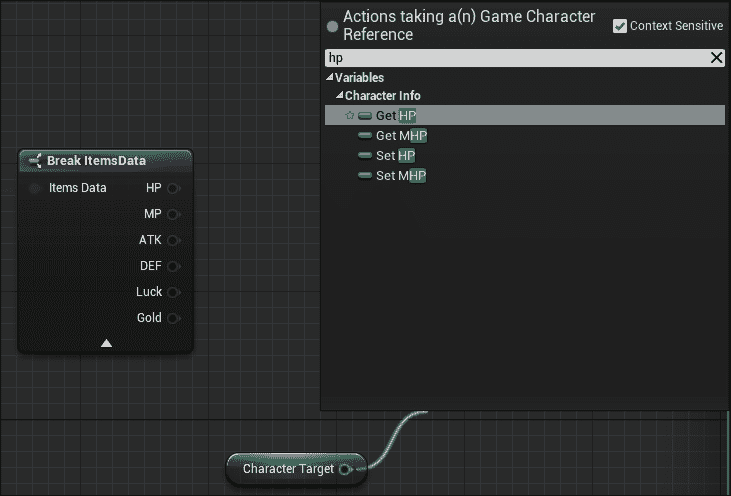 Actions taking a(n) Game Character
Reference
Context Sensitive
hp
Variables
Character Info
Get HP
Get MHP
Set HP
Set MHP
Break ItemsData
Items Data HP
MP
ATK
DEF
Luck
Gold
Character Target